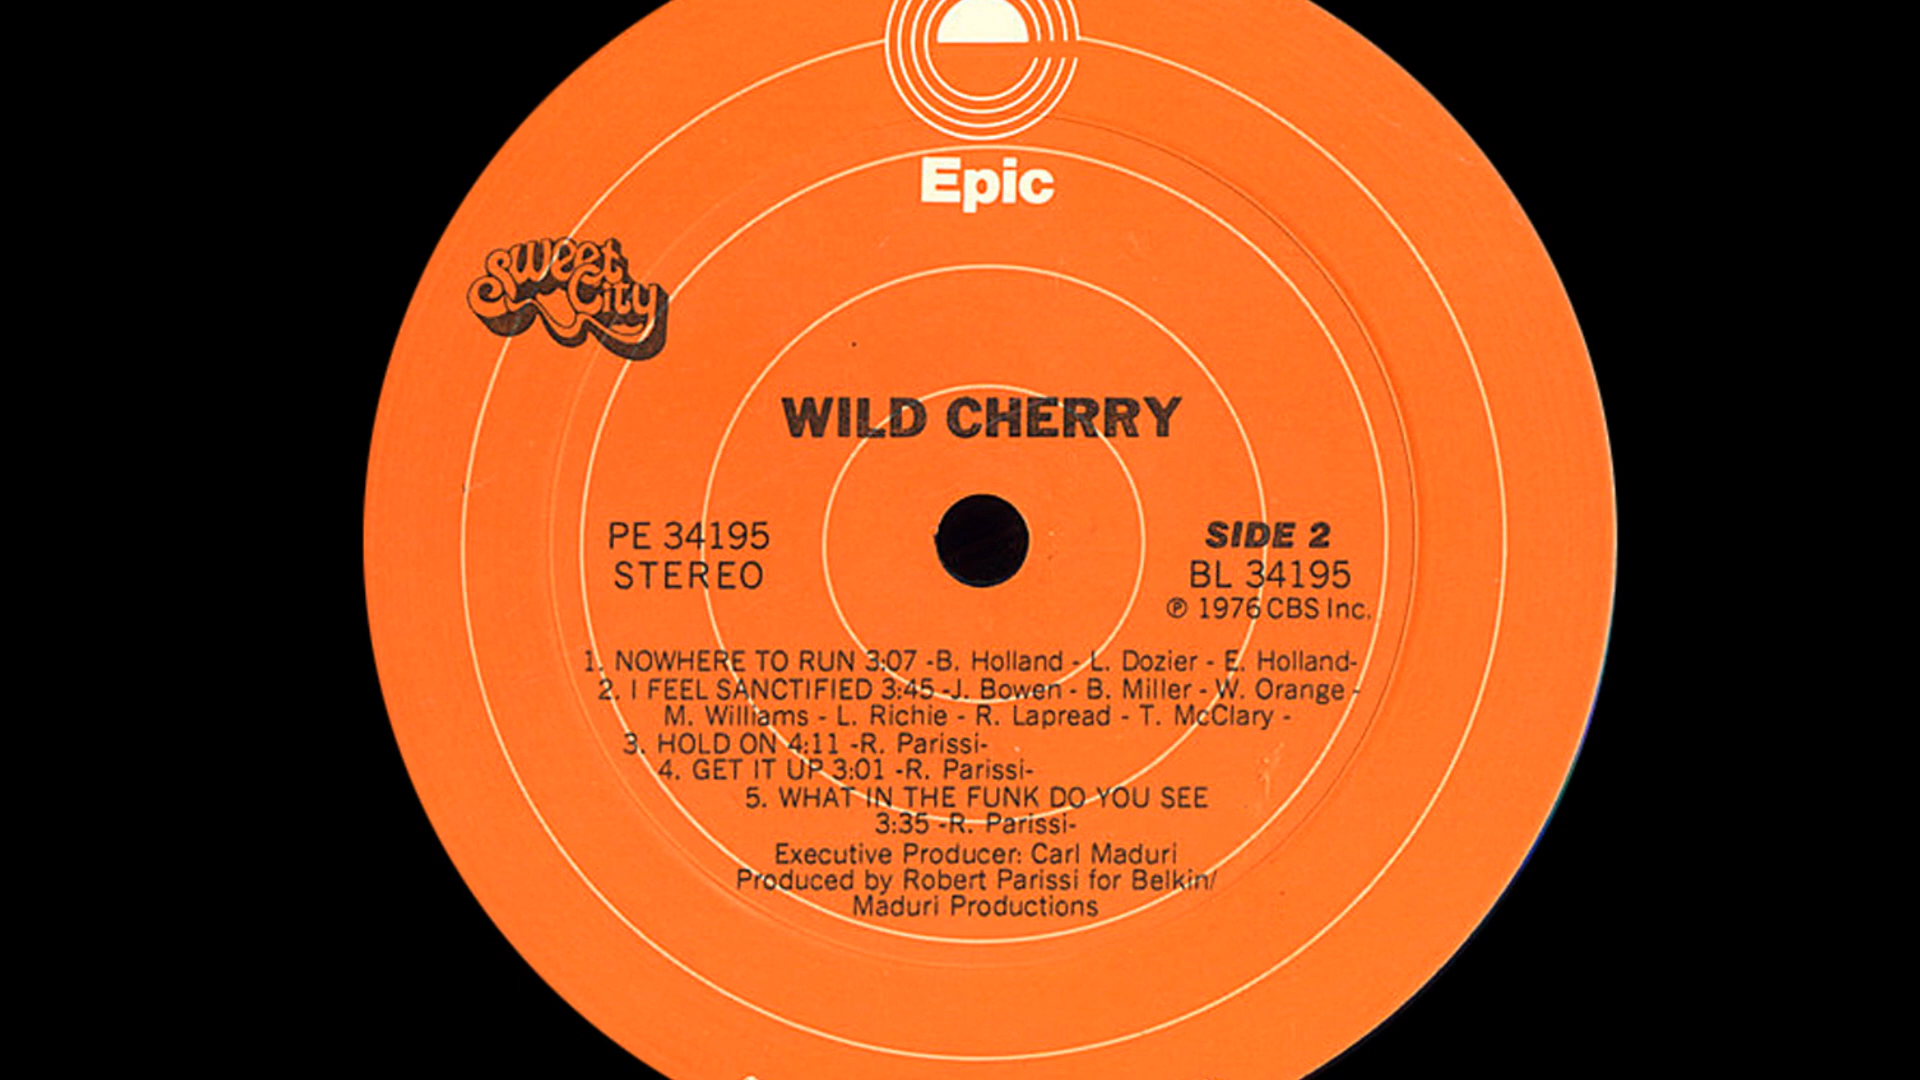 Epic
Sweet
City
WILD CHERRY
PE 34195
STEREO
SIDE 2
BL 34195
℗ 1976 CBS Inc.
1. NOWHERE TO RUN 3:07 -B. Holland - L. Dozier - E. Holland-
2. I FEEL SANCTIFIED 3:45 -J. Bowen - B. Miller - W. Orange -
M. Williams - L. Richie - R. Lapread - T. McClary -
3. HOLD ON 4:11 -R. Parissi-
4. GET IT UP 3:01 -R. Parissi-
5. WHAT IN THE FUNK DO YOU SEE
3:35 -R. Parissi-
Executive Producer: Carl Maduri
Produced by Robert Parissi for Belkin/
Maduri Productions